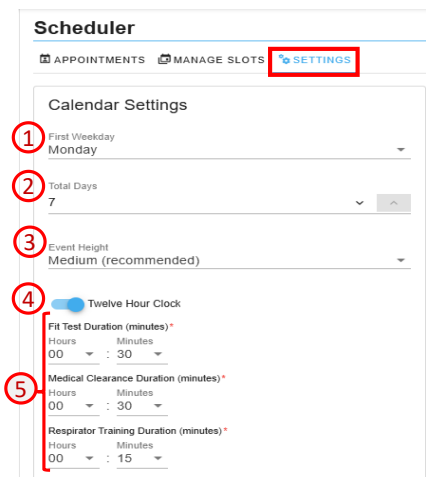 Scheduler
APPOINTMENTS MANAGE SLOTS SETTINGS
Calendar Settings
1 First Weekday
Monday
2 Total Days
7
3 Event Height
Medium (recommended)
4 Twelve Hour Clock
Fit Test Duration (minutes)*
Hours Minutes
00 : 30
Medical Clearance Duration (minutes)*
5 Hours Minutes
00 : 30
Respirator Training Duration (minutes)*
Hours Minutes
00 : 15